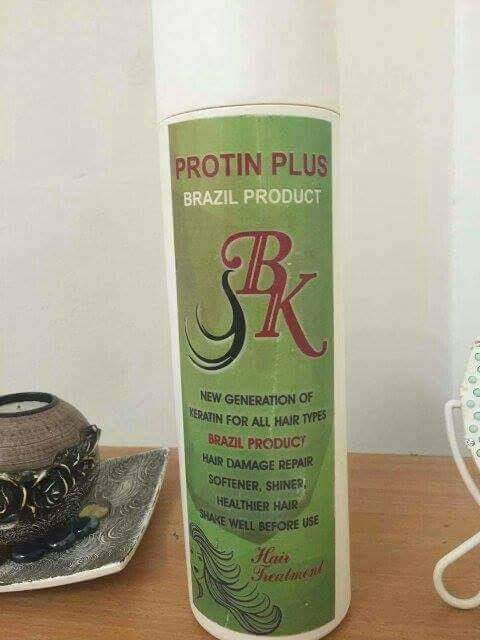 PROTIN PLUS
BRAZIL PRODUCT
BK
NEW GENERATION OF
KERATIN FOR ALL HAIR TYPES
BRAZIL PRODUCT
HAIR DAMAGE REPAIR
SOFTENER, SHINER,
HEALTHIER HAIR
SHAKE WELL BEFORE USE
Hair
Treatment